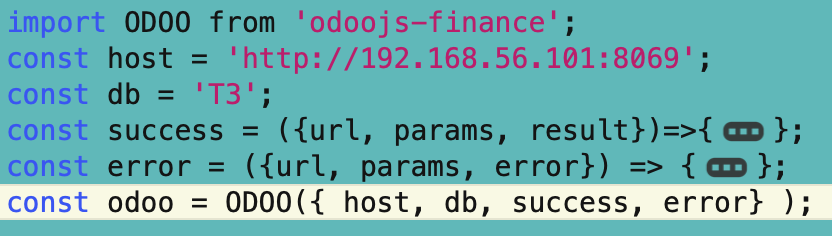 import ODOO from 'odoojs-finance';
const host = 'http://192.168.56.101:8069';
const db = 'T3';
const success = ({url, params, result})=>{ ••• };
const error = ({url, params, error}) => { ••• };
const odoo = ODOO({ host, db, success, error} );